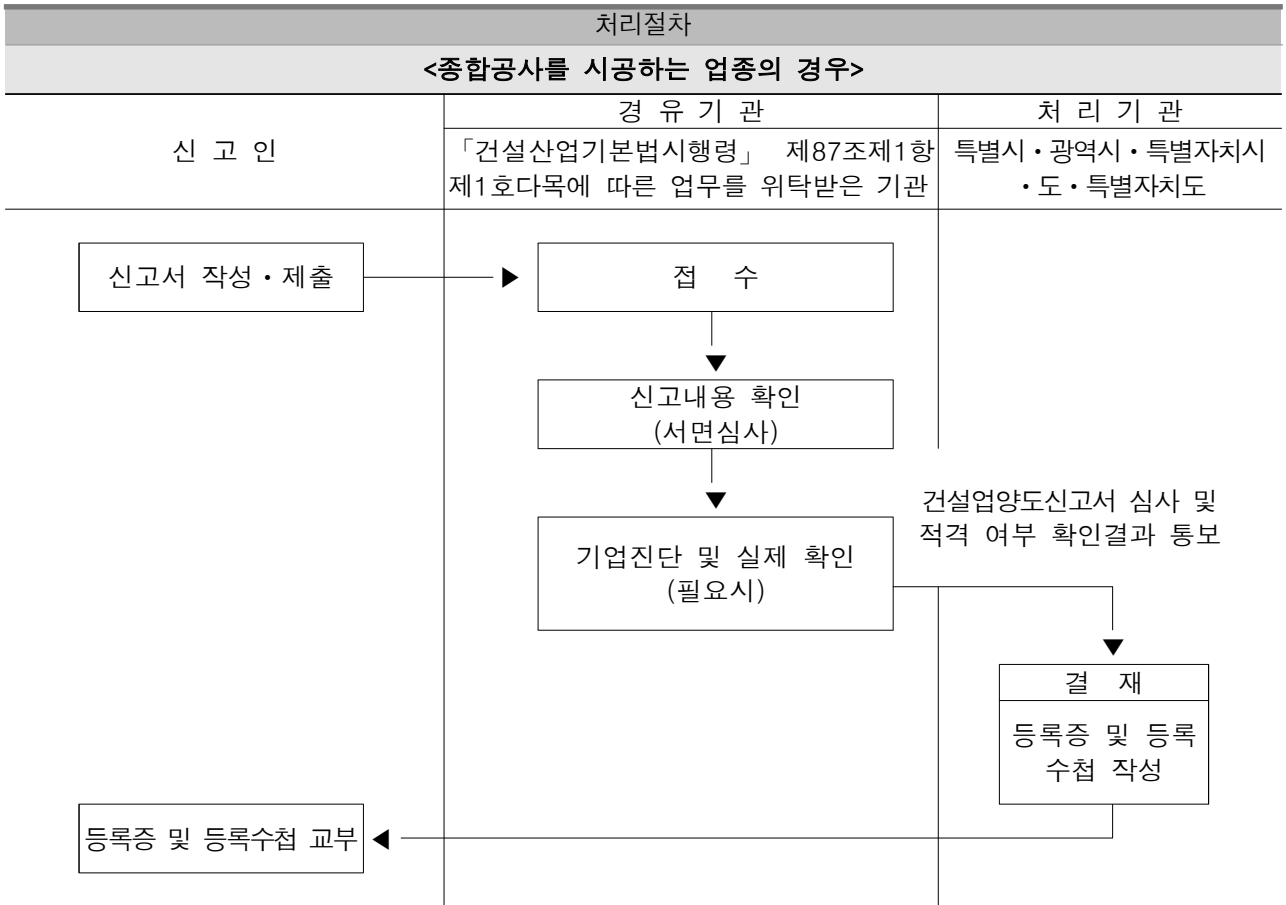 처리절차
<종합공사를 시공하는 업종의 경우>
신 고 인
경 유 기 관
「건설산업기본법시행령」 제87조제1항
제1호다목에 따른 업무를 위탁받은 기관
처 리 기 관
특별시・광역시・특별자치시
・도・특별자치도
신고서 작성・제출
접 수
신고내용 확인
(서면심사)
기업진단 및 실제 확인
(필요시)
건설업양도신고서 심사 및
적격 여부 확인결과 통보
결 재
등록증 및 등록
수첩 작성
등록증 및 등록수첩 교부